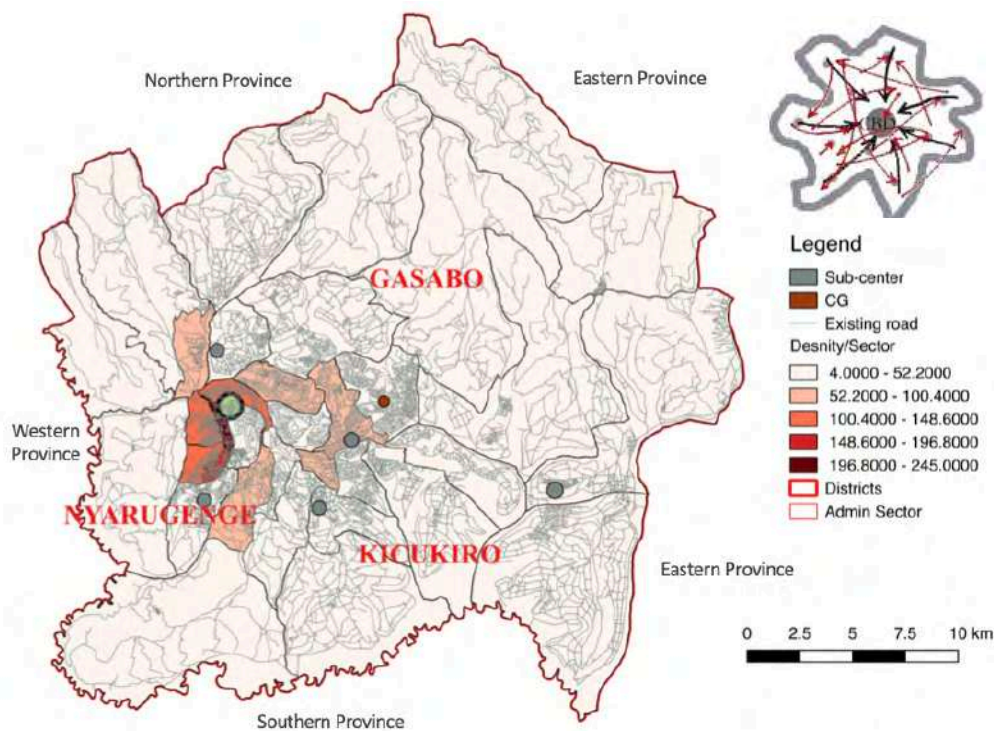 Northern Province
Eastern Province
GASABO
Western
Province
NYARUGENGE
KICUKIRO
Eastern Province
Southern Province
Legend
Sub-center
CG
Existing road
Desnity/Sector
4.0000 - 52.2000
52.2000 - 100.4000
100.4000 - 148.6000
148.6000 - 196.8000
196.8000 - 245.0000
Districts
Admin Sector
0 2.5 5 7.5 10 km